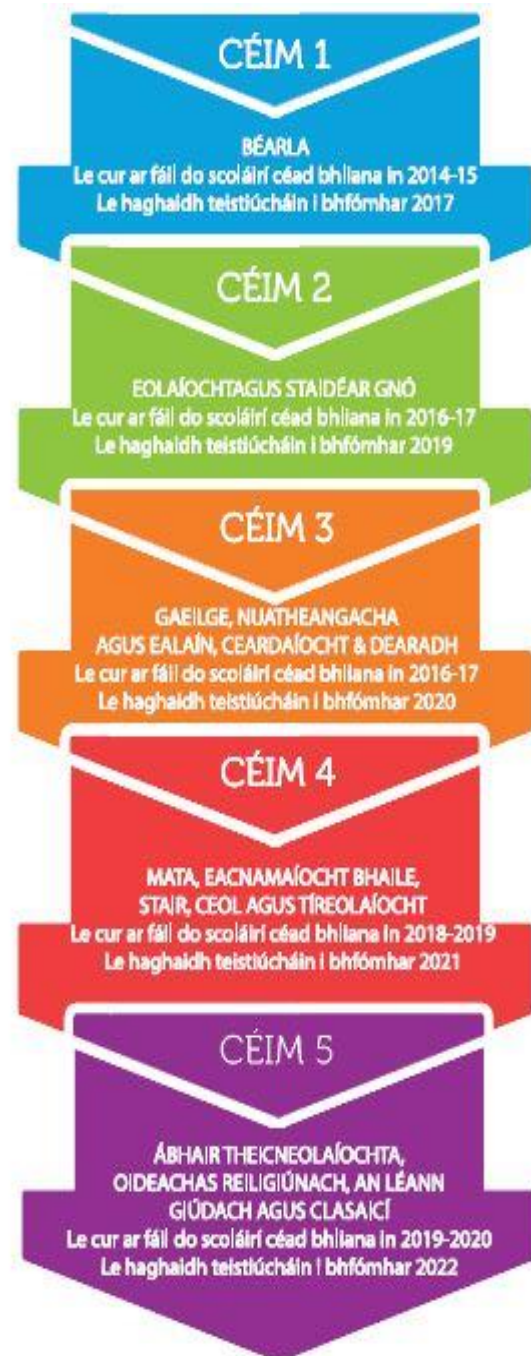 CÉIM 1
BÉARLA
Le cur ar fáil do scoláirí céad bhliana in 2014-15
Le haghaidh teistiúcháin i bhfómhar 2017
CÉIM 2
EOLAÍOCHTAGUS STAIDÉAR GNÓ
Le cur ar fáil do scoláirí céad bhliana in 2016-17
Le haghaidh teistiúcháin i bhfómhar 2019
CÉIM 3
GAEILGE, NUATHEANGACHA
AGUS EALAÍN, CEARDAÍOCHT & DEARADH
Le cur ar fáil do scoláirí céad bhliana in 2016-17
Le haghaidh teistiúcháin i bhfómhar 2020
CÉIM 4
MATA, EACNAMAÍOCHT BHAILE,
STAIR, CEOL AGUS TÍREOLAÍOCHT
Le cur ar fáil do scoláirí céad bhliana in 2018-2019
Le haghaidh teistiúcháin i bhfómhar 2021
CÉIM 5
ÁBHAIR THEICNEOLAÍOCHTA,
OIDEACHAS REILIGIÚNACH, AN LÉANN
GIÚDACH AGUS CLASAICÍ
Le cur ar fáil do scoláirí céad bhliana in 2019-2020
Le haghaidh teistiúcháin i bhfómhar 2022